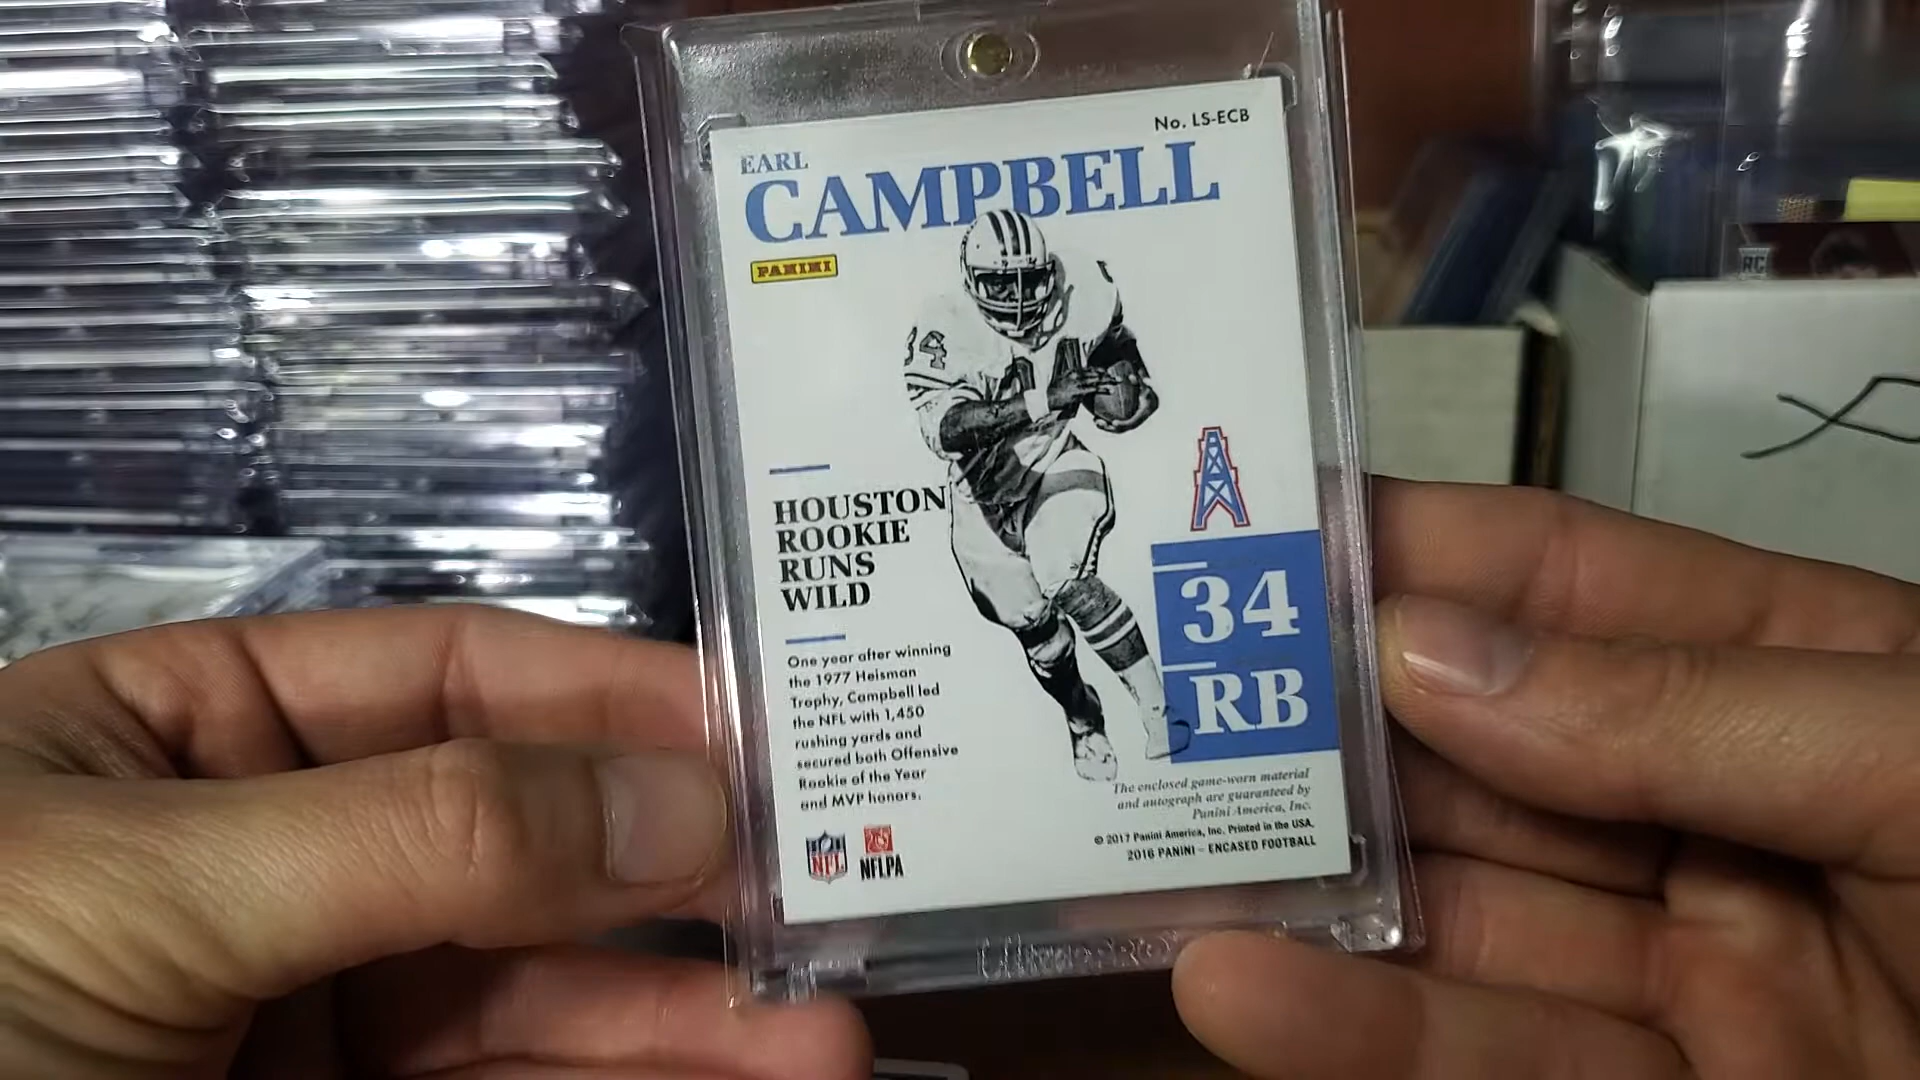 No. LS-ECB
EARL
CAMPBELL
PANINI
34
HOUSTON
ROOKIE
RUNS
WILD
One year after winning
the 1977 Heisman
Trophy, Campbell led
the NFL with 1,450
rushing yards and
secured both Offensive
Rookie of the Year
and MVP honors.
34
RB
The enclosed game-worn material
and autograph are guaranteed by
Panini America, Inc.
© 2017 Panini America, Inc. Printed in the USA.
2016 PANINI – ENCASED FOOTBALL
NFL
NFLPA
RC